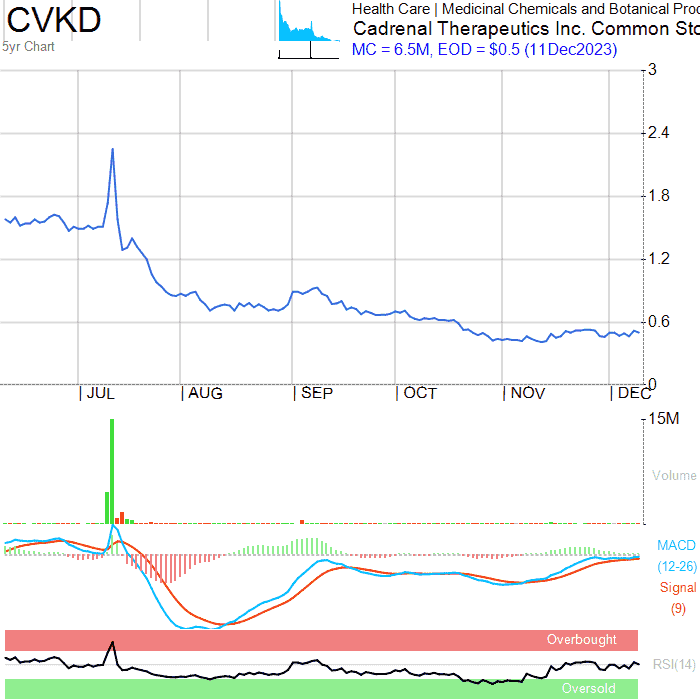 CVKD
5yr Chart
Health Care | Medicinal Chemicals and Botanical Proc
Cadrenal Therapeutics Inc. Common Sto
MC = 6.5M, EOD = $0.5 (11Dec2023)
3
2.4
1.8
1.2
0.6
0
| JUL | AUG | SEP | OCT | NOV | DEC
15M
Volume
MACD
(12-26)
Signal
(9)
Overbought
RSI(14)
Oversold